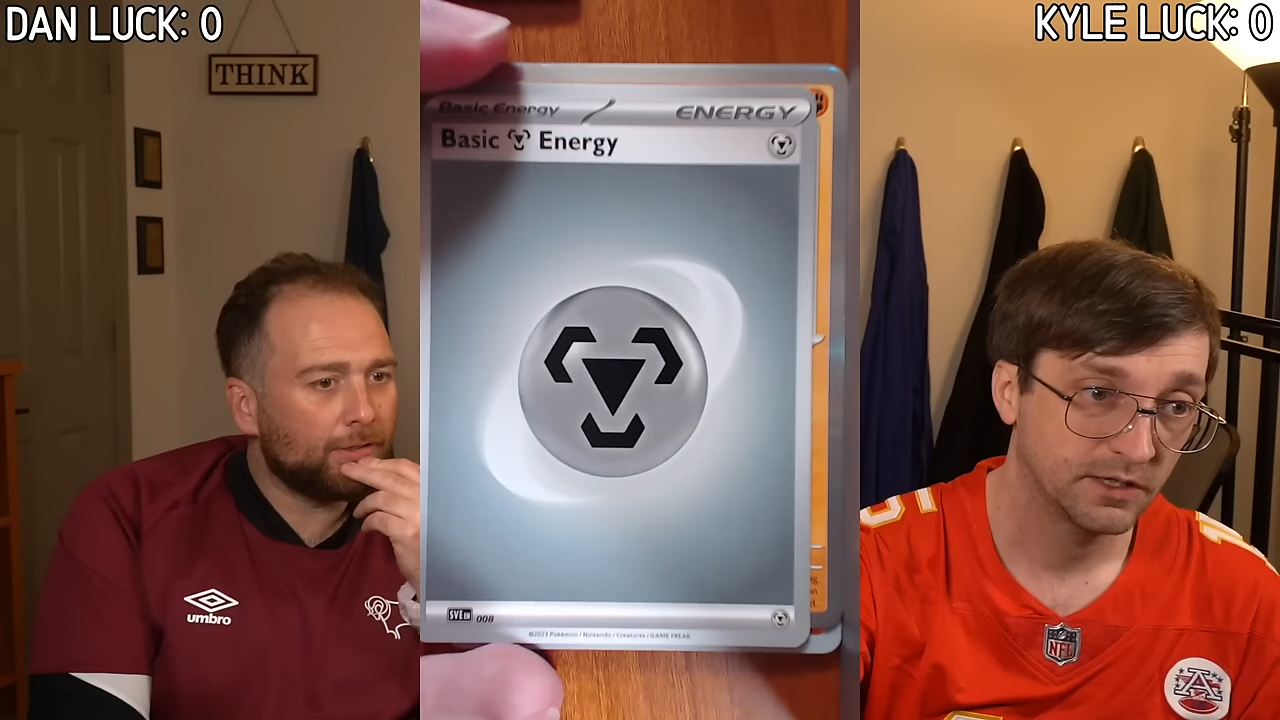 DAN LUCK: 0
KYLE LUCK: 0
THINK
Basic Energy
ENERGY
Basic Energy
SVE EN 008
©2023 Pokémon / Nintendo / Creatures / GAME FREAK
umbro
NFL
A